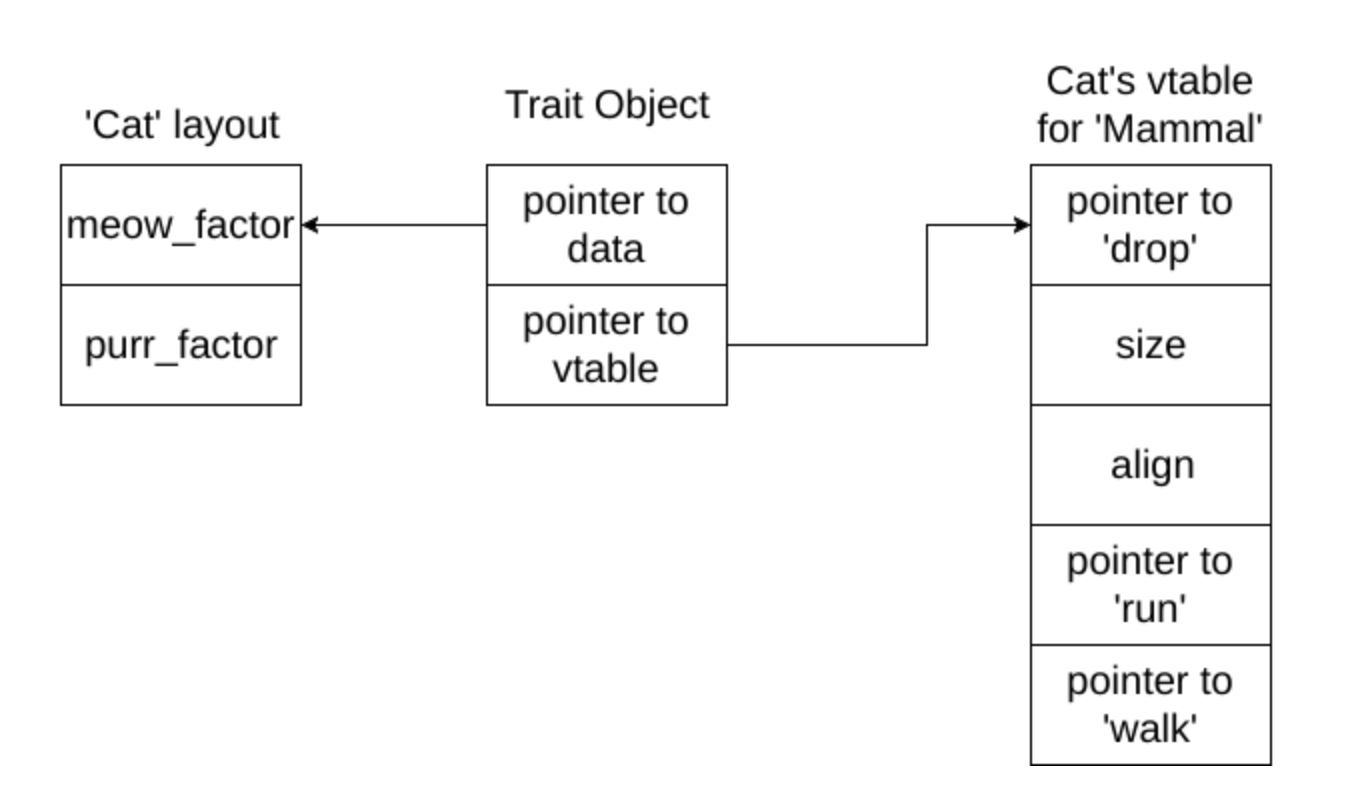 'Cat' layout
meow_factor
purr_factor
Trait Object
pointer to
data
pointer to
vtable
Cat's vtable
for 'Mammal'
pointer to
'drop'
size
align
pointer to
'run'
pointer to
'walk'